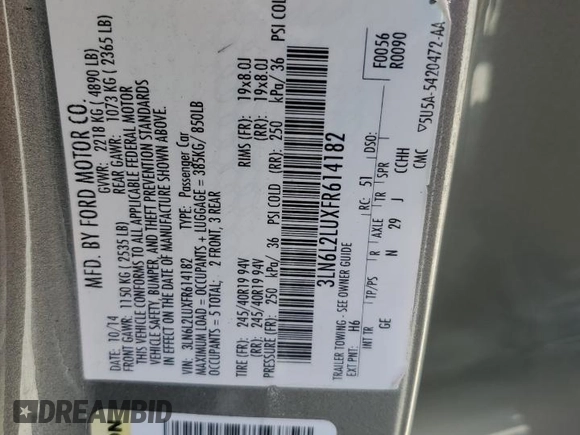 MFD. BY FORD MOTOR CO.
DATE: 10/14 GVWR: 2218 KG ( 4890 LB)
FRONT GAWR: 1150 KG ( 2535 LB) REAR GAWR: 1073 KG ( 2365 LB)
THIS VEHICLE CONFORMS TO ALL APPLICABLE FEDERAL MOTOR
VEHICLE SAFETY, BUMPER, AND THEFT PREVENTION STANDARDS
IN EFFECT ON THE DATE OF MANUFACTURE SHOWN ABOVE.
VIN: 3LN6L2LUXFR614182 TYPE: Passenger Car
MAXIMUM LOAD = OCCUPANTS + LUGGAGE = 385KG/ 850LB
OCCUPANTS = 5 TOTAL; 2 FRONT, 3 REAR
TIRE (FR): 245/40R19 94V RIMS (FR): 19x8.0J
(RR): 245/40R19 94V (RR): 19x8.0J
PRESSURE (FR): 250 kPa/ 36 PSI COLD (RR): 250 kPa/ 36 PSI COLD
3LN6L2LUXFR614182
TRAILER TOWING - SEE OWNER GUIDE
F0056
R0090
EXT PNT: H6 RC: 51 DSO:
INT TR TP/PS R AXLE TR SPR
GE N 29 J CCHH
CMC
▽5U5A-5420472-AA
DREAMBID